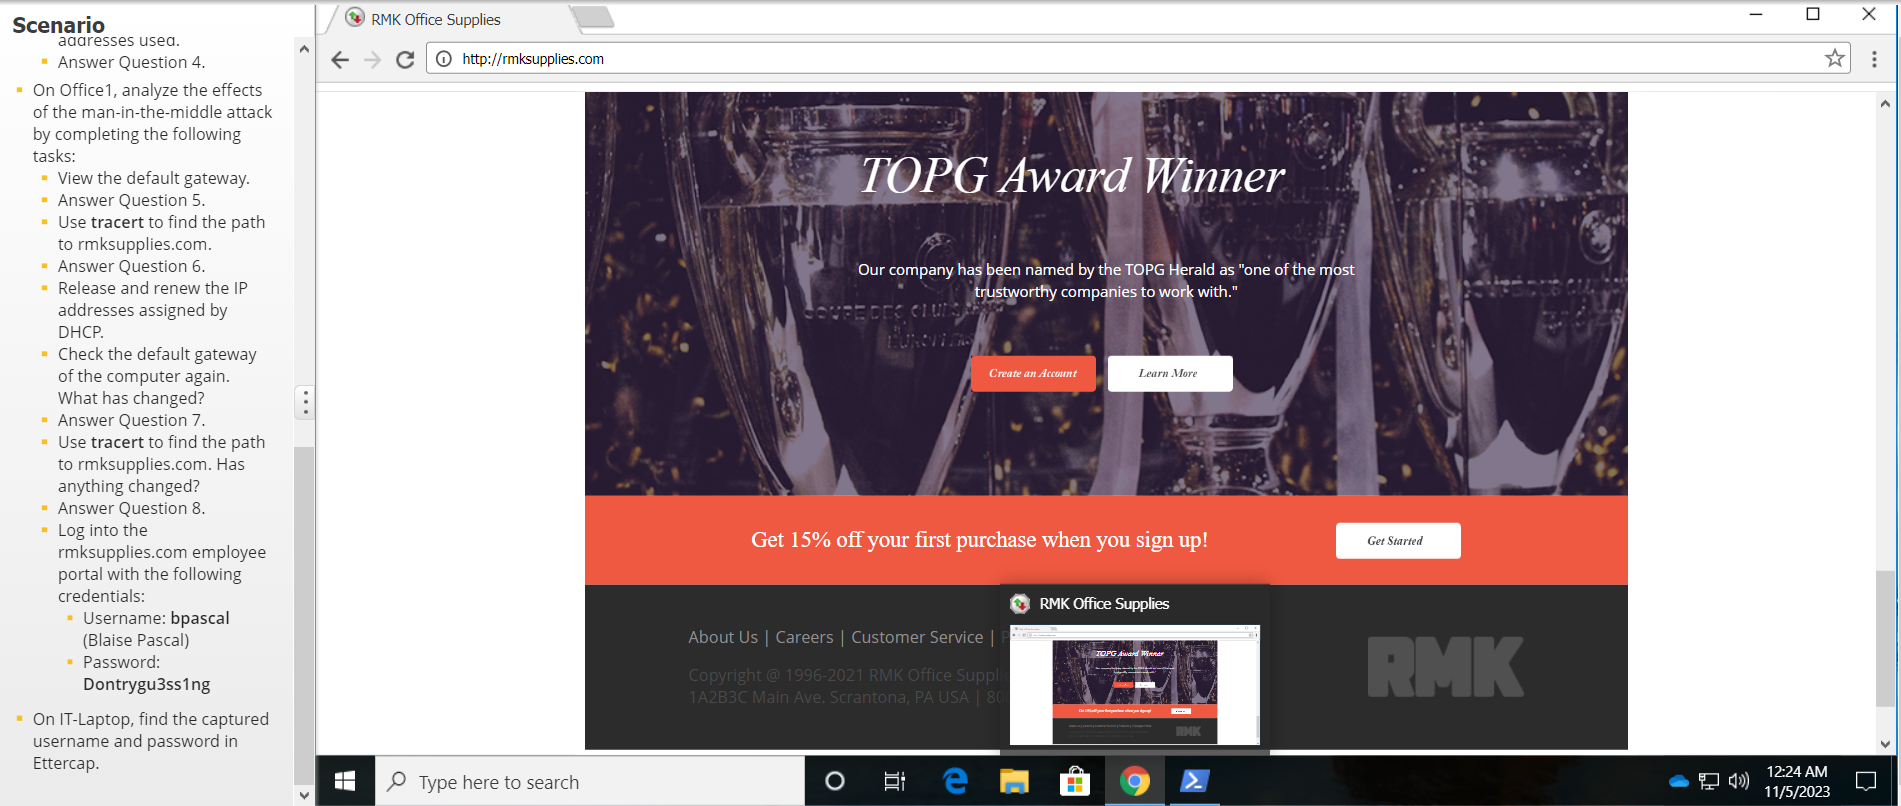 Scenario
addresses used.
Answer Question 4.
On Office1, analyze the effects
of the man-in-the-middle attack
by completing the following
tasks:
View the default gateway.
Answer Question 5.
Use tracert to find the path
to rmksupplies.com.
Answer Question 6.
Release and renew the IP
addresses assigned by
DHCP.
Check the default gateway
of the computer again.
What has changed?
Answer Question 7.
Use tracert to find the path
to rmksupplies.com. Has
anything changed?
Answer Question 8.
Log into the
rmksupplies.com employee
portal with the following
credentials:
Username: bpascal
(Blaise Pascal)
Password:
Dontrygu3ss1ng
On IT-Laptop, find the captured
username and password in
Ettercap.
RMK Office Supplies
http://rmksupplies.com
TOPG Award Winner
Our company has been named by the TOPG Herald as "one of the most
trustworthy companies to work with."
COUPE DES CLUBS
Create an Account
Learn More
Get 15% off your first purchase when you sign up!
Get Started
About Us | Careers | Customer Service | P
Copyright @ 1996-2021 RMK Office Suppli
1A2B3C Main Ave. Scrantona, PA USA | 80
RMK Office Supplies
TOPG Award Winner
RMK
RMK
Type here to search
12:24 AM
11/5/2023